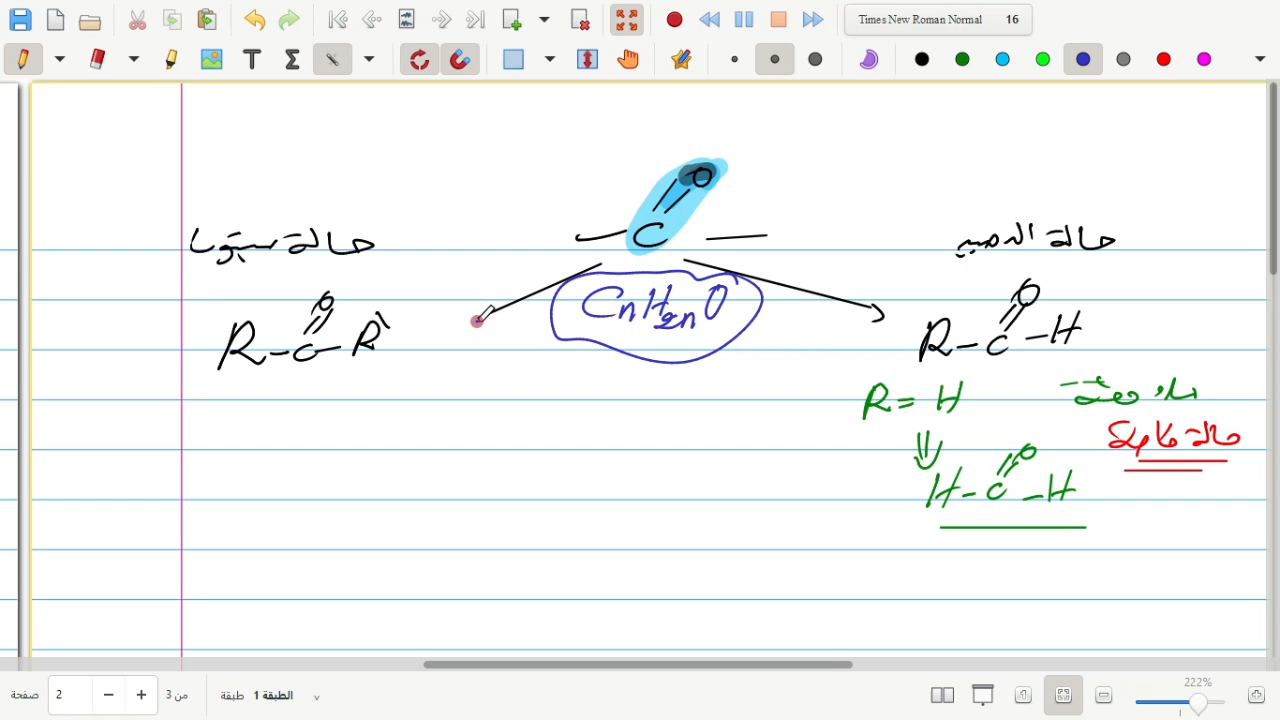 Times New Roman Normal 16
O
C
حالة الدهيد
حالة سيتونا
CnH2nO
R-C-H
O
R-C-R`
O
R = H
حالة خاصة
H-C-H
O
صفحة 2 من 3
طبقة الطبقة 1
222%